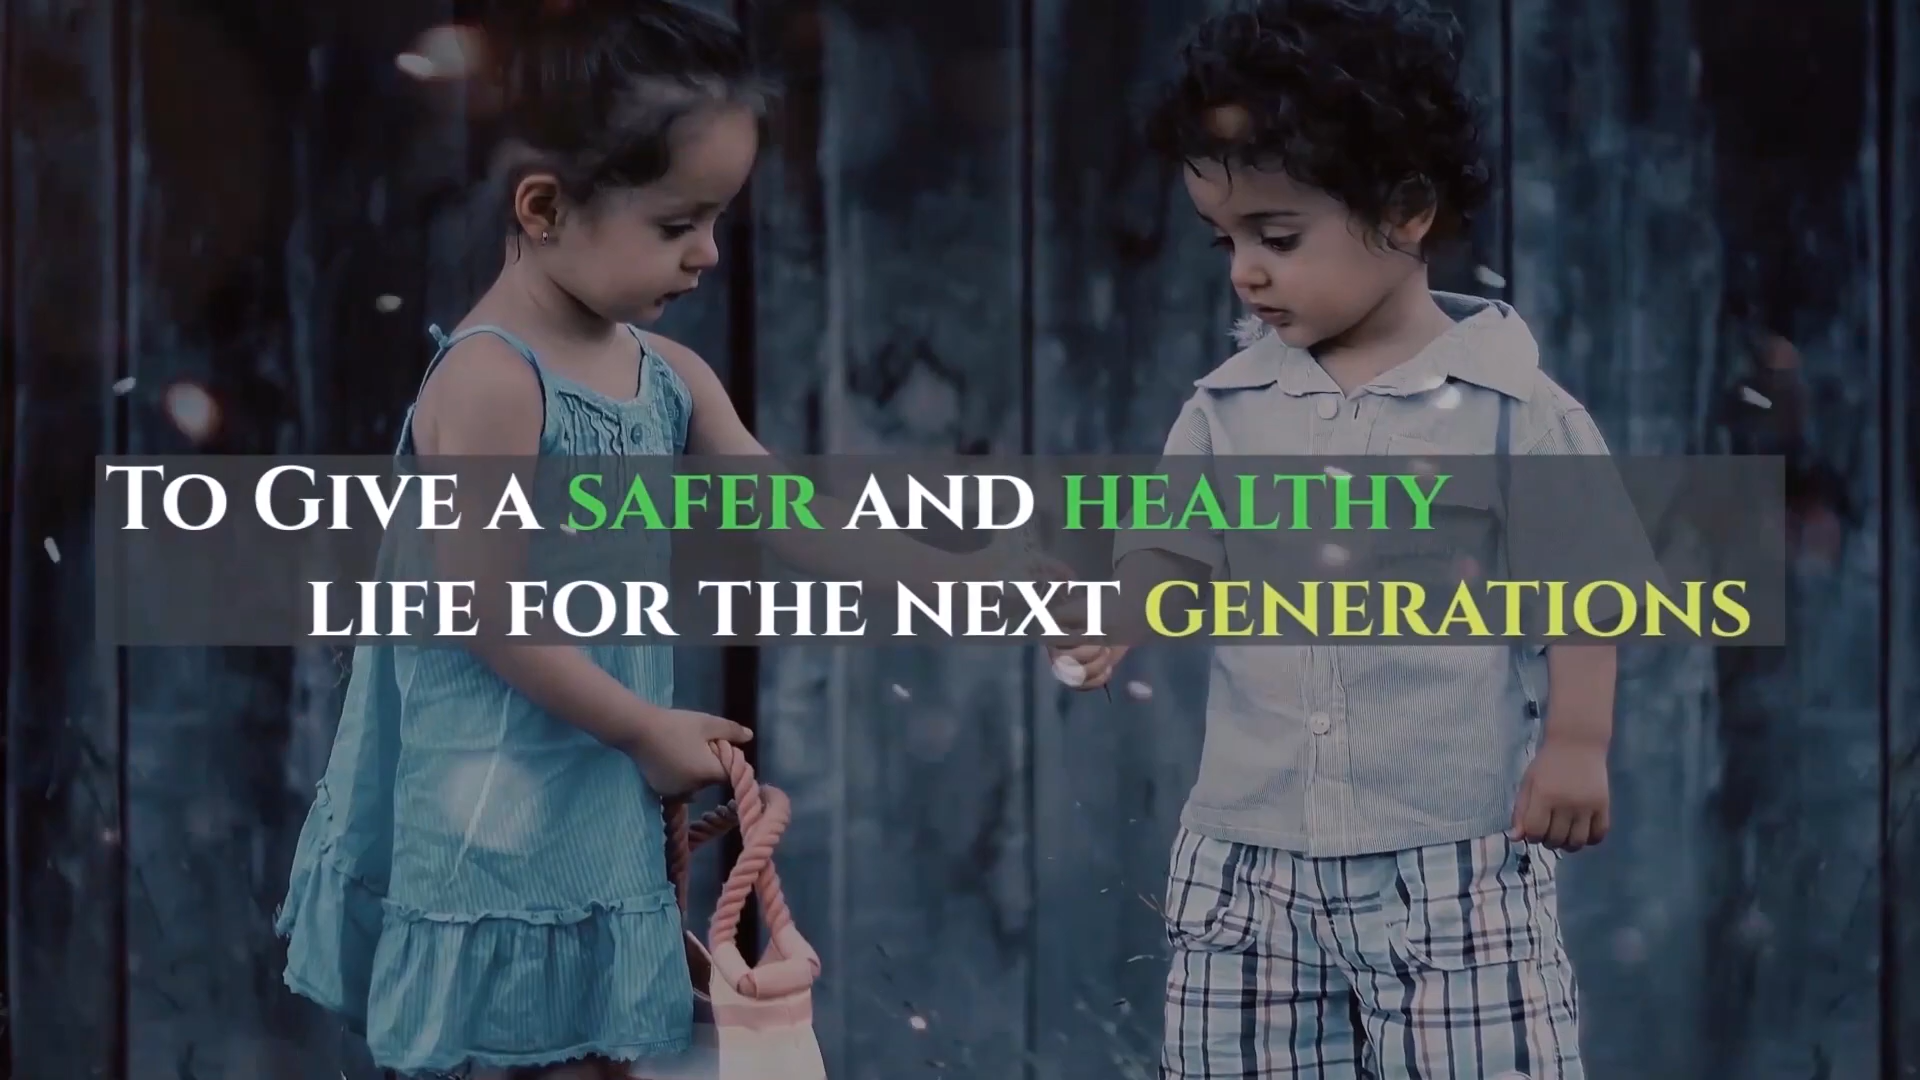 To Give a safer and healthy
life for the next generations